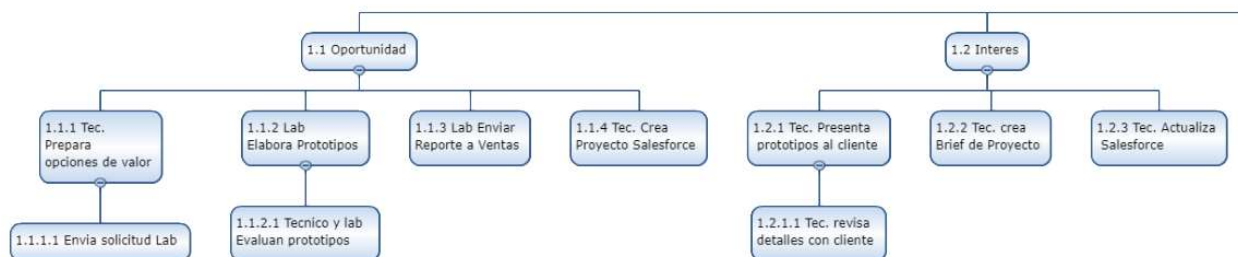 1.1 Oportunidad
1.2 Interes
1.1.1 Tec.
Prepara
opciones de valor
1.1.2 Lab
Elabora Prototipos
1.1.3 Lab Enviar
Reporte a Ventas
1.1.4 Tec. Crea
Proyecto Salesforce
1.2.1 Tec. Presenta
prototipos al cliente
1.2.2 Tec. crea
Brief de Proyecto
1.2.3 Tec. Actualiza
Salesforce
1.1.1.1 Envia solicitud Lab
1.1.2.1 Tecnico y lab
Evaluan prototipos
1.2.1.1 Tec. revisa
detalles con cliente